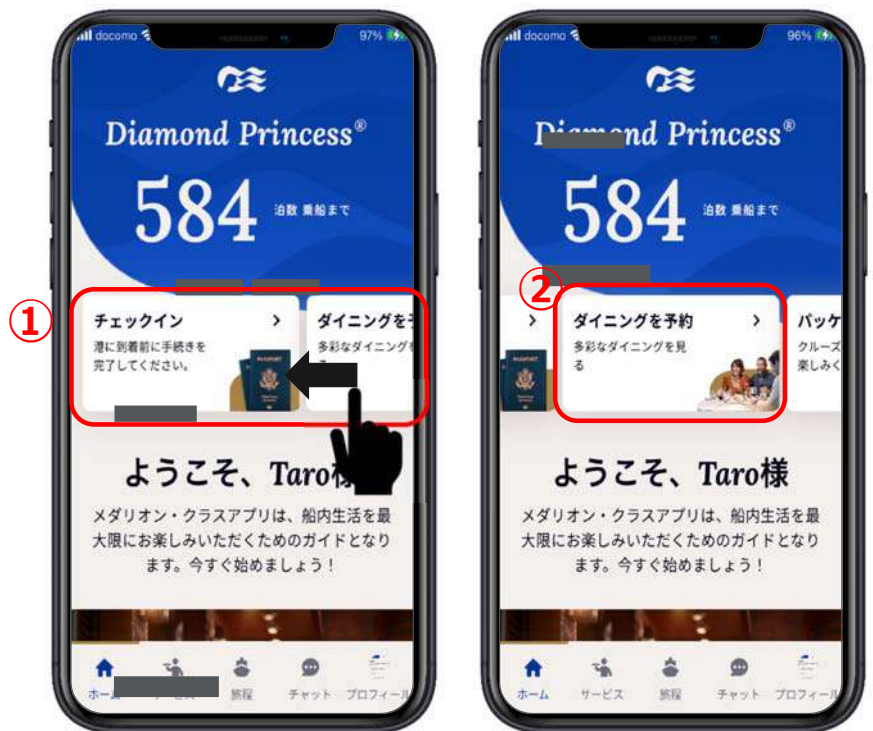 docomo
97%
Diamond Princess®
584 泊数 乗船まで
①
チェックイン >
港に到着前に手続きを
完了してください。
PASSPORT
ダイニングを
多彩なダイニング
ようこそ、Taro様
メダリオン・クラスアプリは、船内生活を最
大限にお楽しみいただくためのガイドとなり
ます。今すぐ始めましょう！
ホーム
旅程
チャット
プロフィール
docomo
96%
Princess®
584 泊数 乗船まで
②
>
ダイニングを予約 >
多彩なダイニングを見
る
パッケ
クルーズ
楽しみく
ようこそ、Taro様
メダリオン・クラスアプリは、船内生活を最
大限にお楽しみいただくためのガイドとなり
ます。今すぐ始めましょう！
ホーム
サービス
旅程
チャット
プロフィール